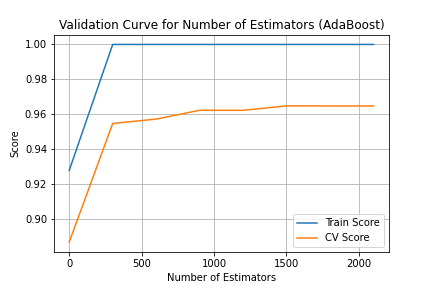 Validation Curve for Number of Estimators (AdaBoost)
1.00
0.98
0.96
0.94
0.92
0.90
Score
0 500 1000 1500 2000
Number of Estimators
Train Score
CV Score